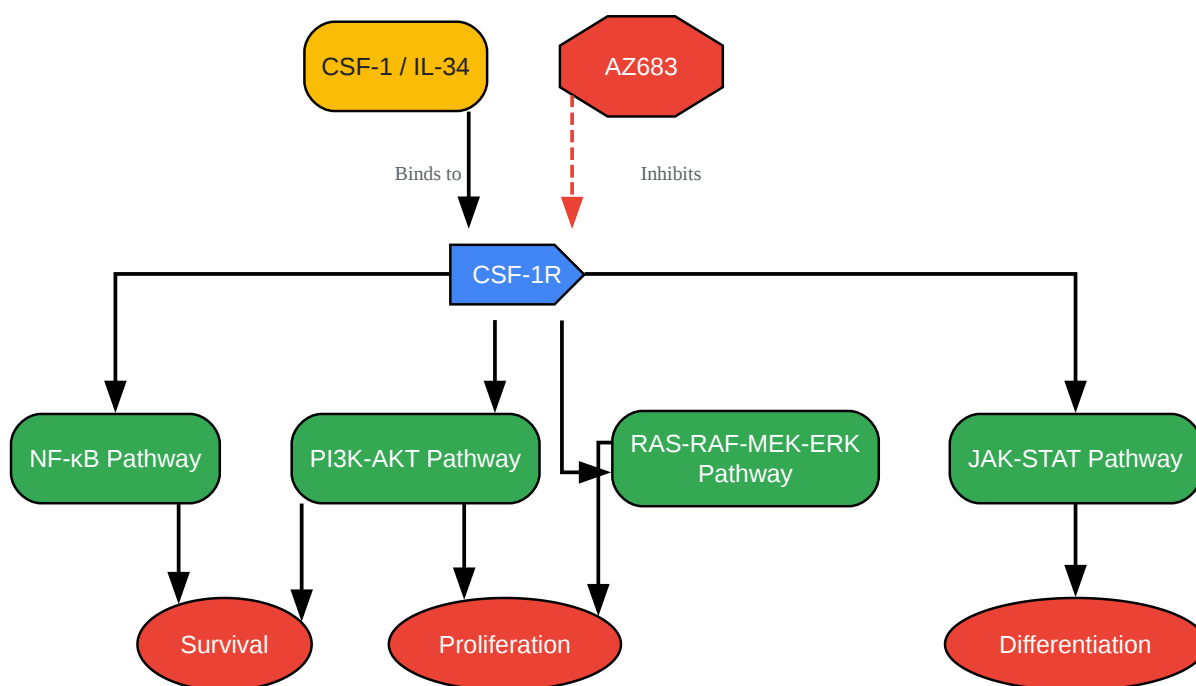 CSF-1 / IL-34
AZ683
Binds to
Inhibits
CSF-1R
NF-κB Pathway
PI3K-AKT Pathway
RAS-RAF-MEK-ERK
Pathway
JAK-STAT Pathway
Survival
Proliferation
Differentiation